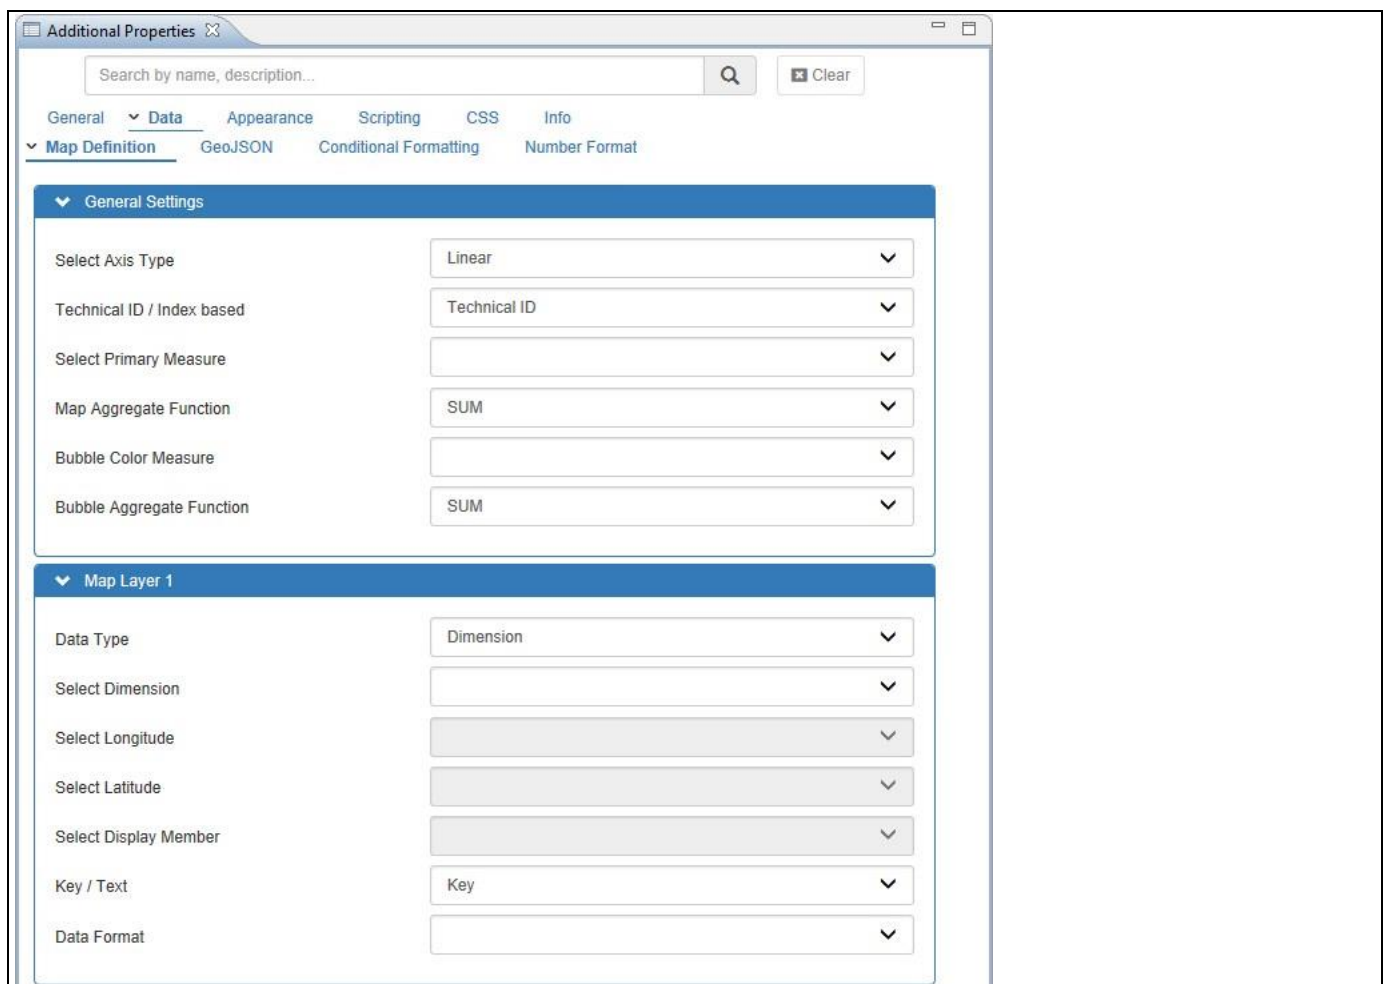 Additional Properties
Search by name, description...
Clear
General Data Appearance Scripting CSS Info
Map Definition GeoJSON Conditional Formatting Number Format
General Settings
Select Axis Type Linear
Technical ID / Index based Technical ID
Select Primary Measure
Map Aggregate Function SUM
Bubble Color Measure
Bubble Aggregate Function SUM
Map Layer 1
Data Type Dimension
Select Dimension
Select Longitude
Select Latitude
Select Display Member
Key / Text Key
Data Format